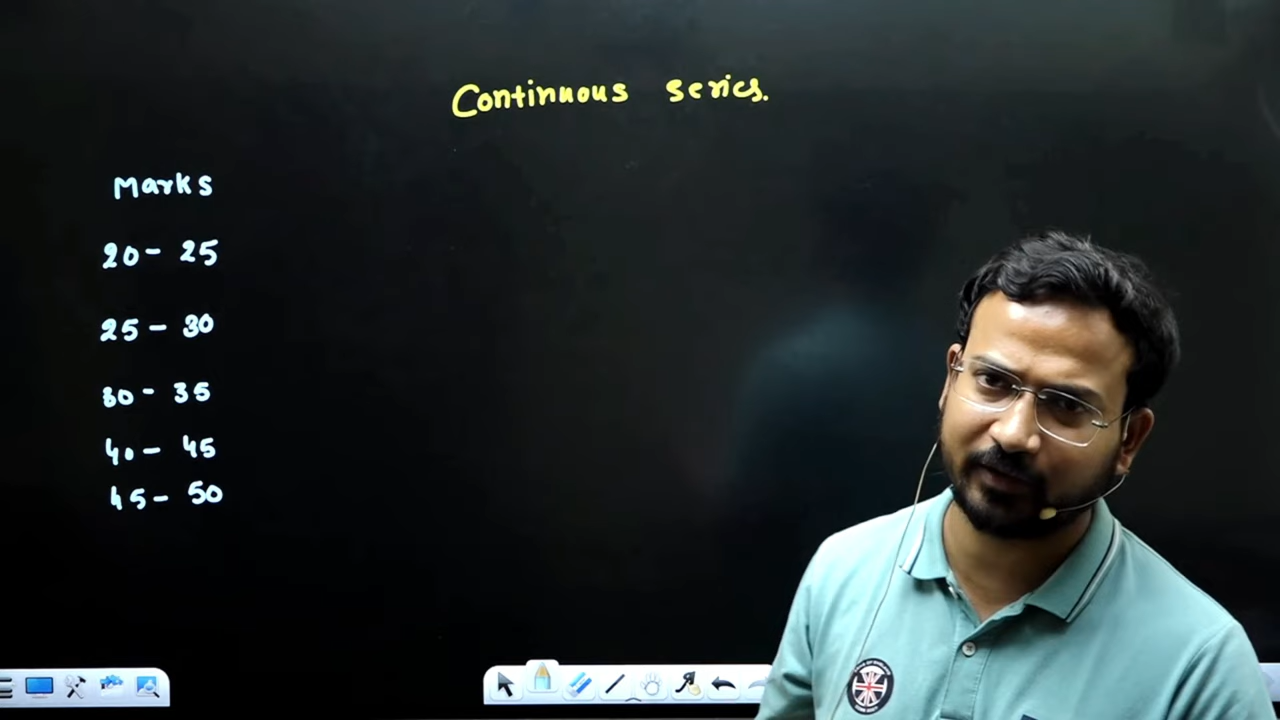 Continuous series.
Marks
20 - 25
25 - 30
30 - 35
40 - 45
45 - 50